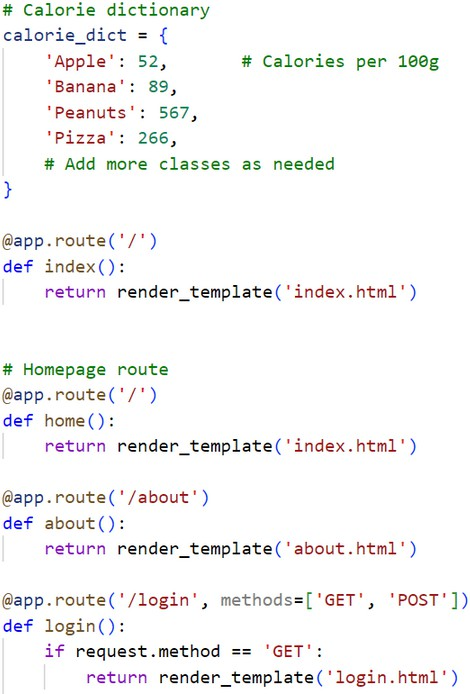 # Calorie dictionary
calorie_dict = {
    'Apple': 52,       # Calories per 100g
    'Banana': 89,
    'Peanuts': 567,
    'Pizza': 266,
    # Add more classes as needed
}

@app.route('/')
def index():
    return render_template('index.html')


# Homepage route
@app.route('/')
def home():
    return render_template('index.html')

@app.route('/about')
def about():
    return render_template('about.html')

@app.route('/login', methods=['GET', 'POST'])
def login():
    if request.method == 'GET':
        return render_template('login.html')